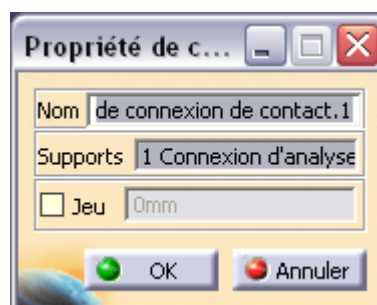 Propriété de c...
Nom de connexion de contact.1
Supports 1 Connexion d'analyse
Jeu 0mm
OK Annuler